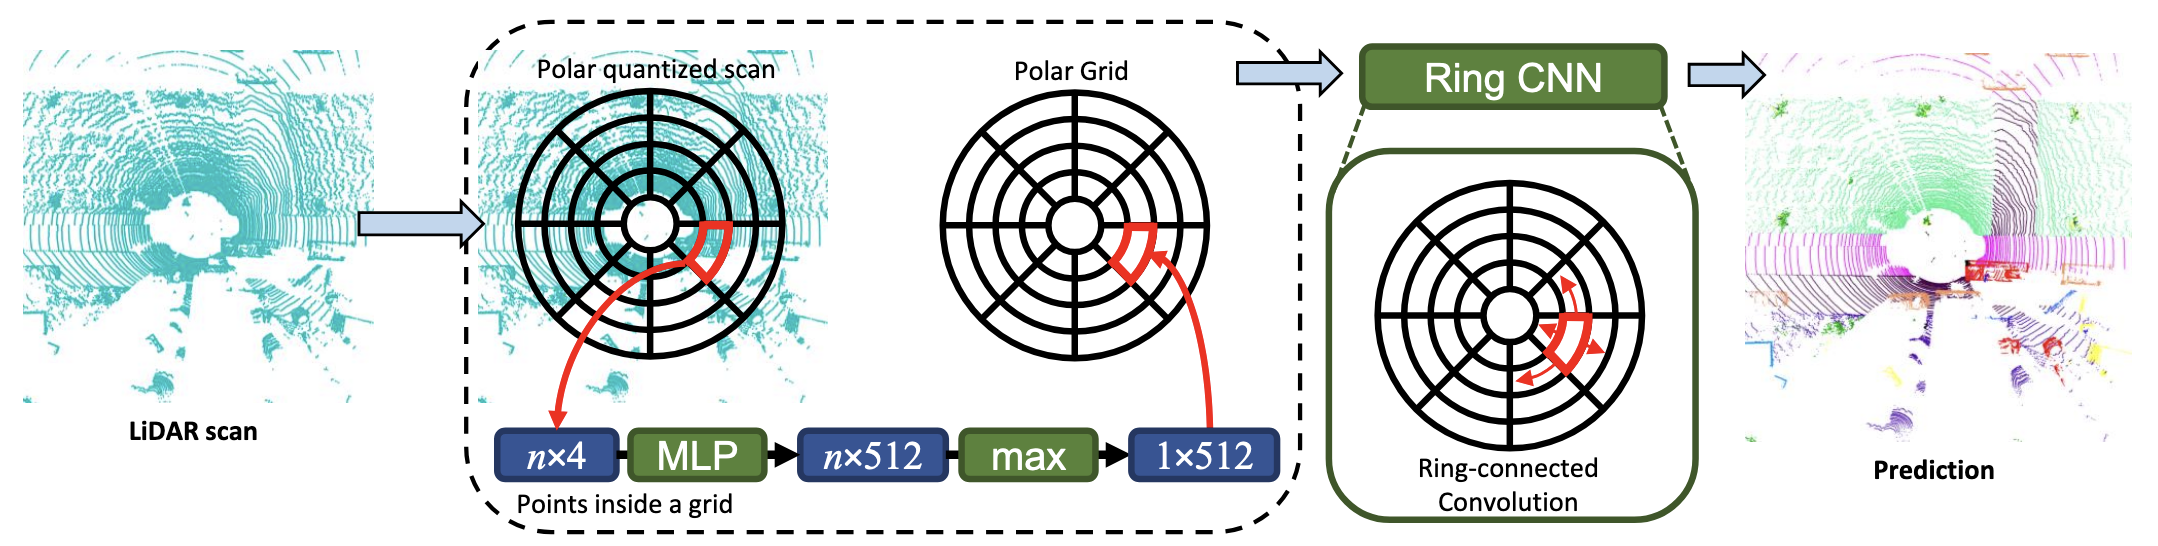 LiDAR scan
Polar quantized scan
Polar Grid
n×4
MLP
n×512
max
1×512
Points inside a grid
Ring CNN
Ring-connected
Convolution
Prediction